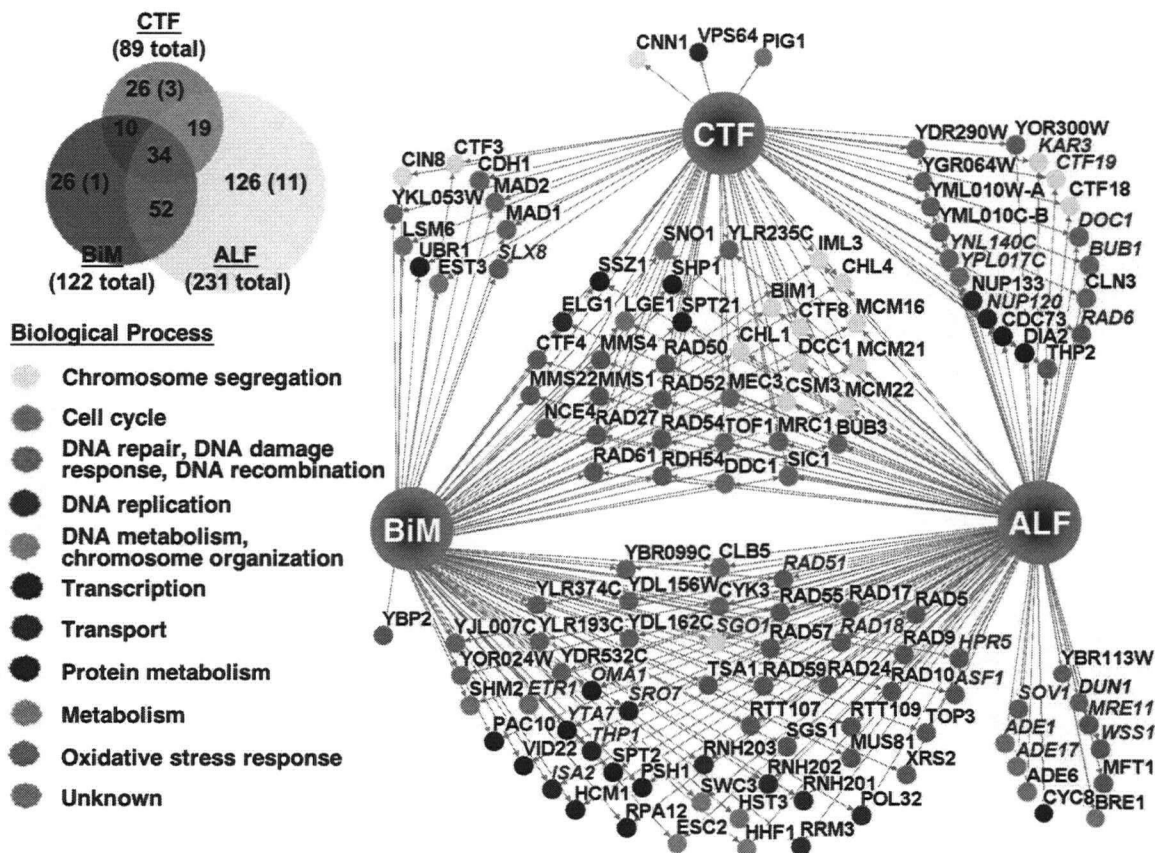 CTF
(89 total)
26 (3)
10
19
34
26 (1)
126 (11)
52
BiM
(122 total)
ALF
(231 total)
Biological Process
Chromosome segregation
Cell cycle
DNA repair, DNA damage
response, DNA recombination
DNA replication
DNA metabolism,
chromosome organization
Transcription
Transport
Protein metabolism
Metabolism
Oxidative stress response
Unknown
CNN1
VPS64
PIG1
CTF
CTF3
CIN8
CDH1
YKL053W
MAD2
MAD1
LSM6
UBR1
SLX8
EST3
YDR290W
YOR300W
KAR3
YGR064W
CTF19
YML010W-A
CTF18
YML010C-B
DOC1
YNL140C
BUB1
YPL017C
NUP133
CLN3
NUP120
CDC73
RAD6
DIA2
THP2
SNO1
YLR235C
IML3
SSZ1
SHP1
CHL4
BIM1
ELG1
LGE1
SPT21
CTF8
MCM16
CHL1
CTF4
MMS4
RAD50
DCC1
MCM21
MMS22
MMS1
RAD52
MEC3
CSM3
MCM22
NCE4
RAD27
RAD54
TOF1
MRC1
BUB3
RAD61
RDH54
DDC1
SIC1
BiM
ALF
YBP2
YBR099C
CLB5
RAD51
YLR374C
YDL156W
CYK3
RAD55
RAD17
RAD5
YJL007C
YLR193C
YDL162C
SGO1
RAD57
RAD18
RAD9
HPR5
YOR024W
YDR532C
OMA1
TSA1
RAD59
RAD24
RAD10
ASF1
SHM2
ETR1
SRO7
PAC10
YTA7
RTT107
RTT109
TOP3
VID22
THP1
SGS1
MUS81
ISA2
SPT2
PSH1
RNH203
RNH202
XRS2
HCM1
SWC3
RNH201
RPA12
HST3
POL32
ESC2
HHF1
RRM3
YBR113W
SOV1
DUN1
MRE11
ADE1
WSS1
ADE17
MFT1
ADE6
CYC8
BRE1